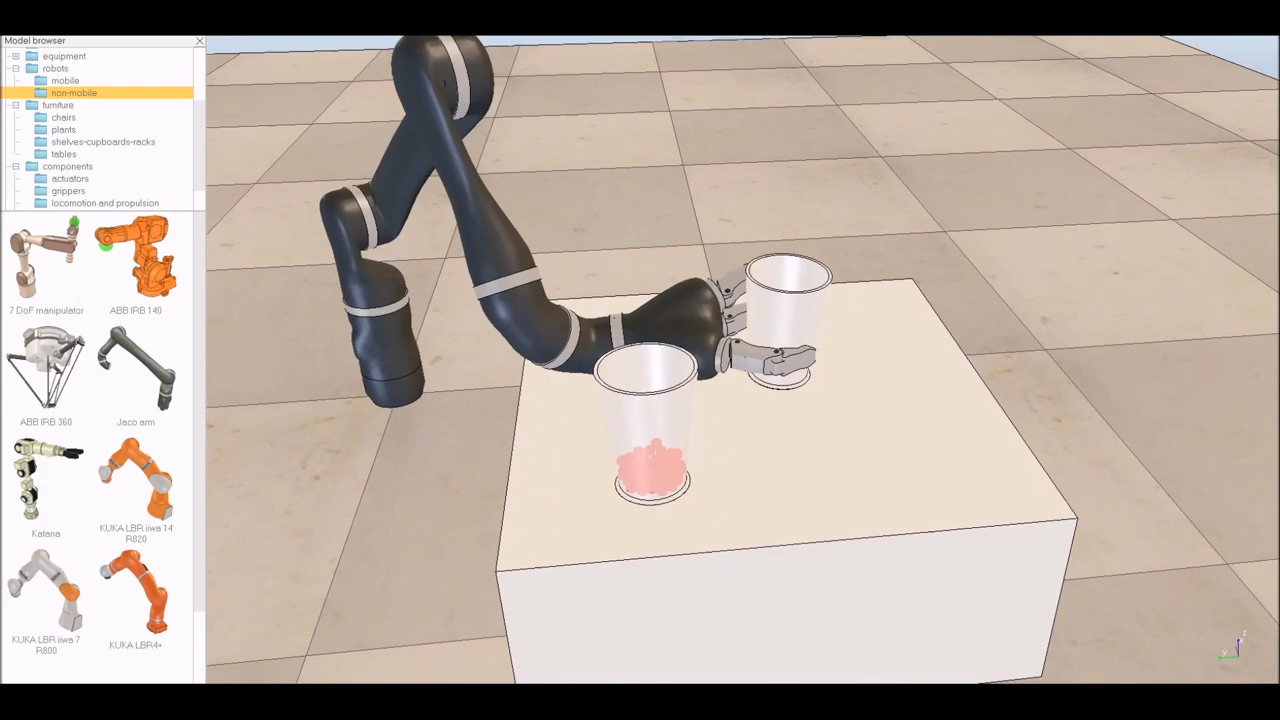 Model browser
equipment
robots
mobile
non-mobile
furniture
chairs
plants
shelves-cupboards-racks
tables
components
actuators
grippers
locomotion and propulsion
7 DoF manipulator
ABB IRB 140
ABB IRB 360
Jaco arm
Katana
KUKA LBR iiwa 14
R820
KUKA LBR iiwa 7
R800
KUKA LBR4+
z
y